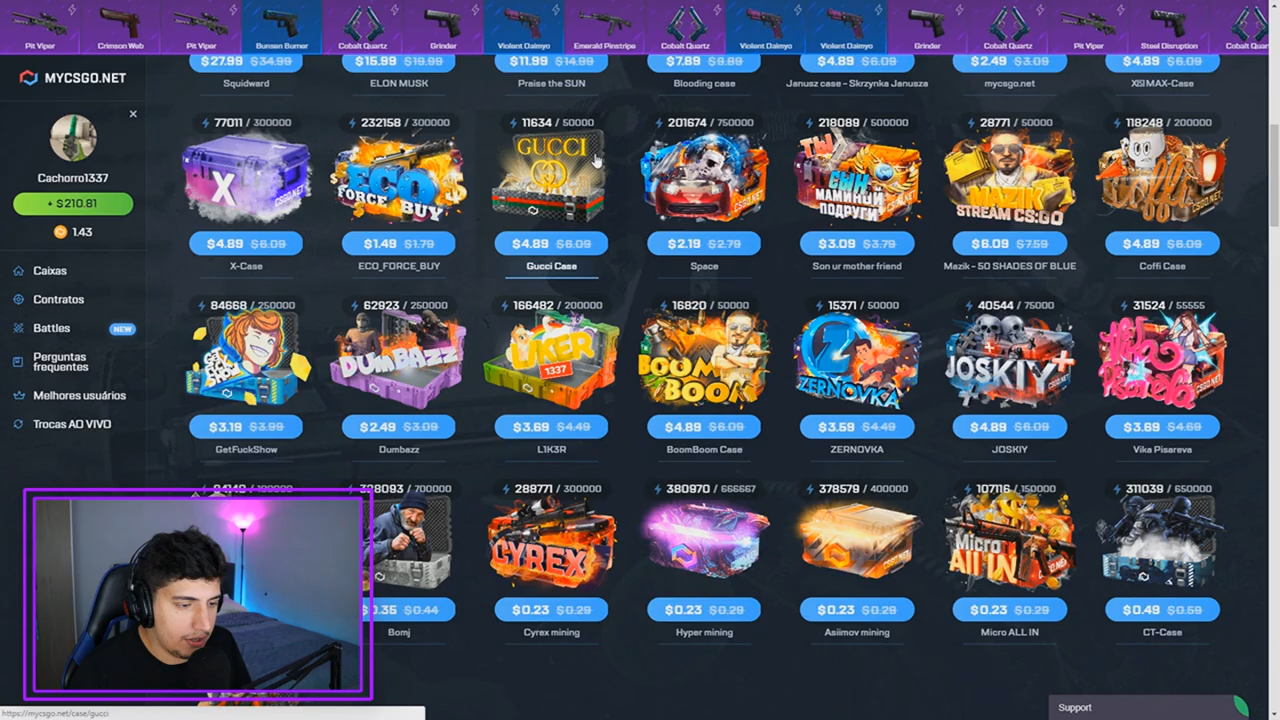 Pit Viper
Crimson Web
Pit Viper
Bunsen Burner
Cobalt Quartz
Grinder
Violent Daimyo
Emerald Pinstripe
Cobalt Quartz
Violent Daimyo
Violent Daimyo
Grinder
Cobalt Quartz
Pit Viper
Steel Disruption
Cobalt Quar
MYCSGO.NET
$27.99 $34.99
$15.99 $19.99
$11.99 $14.99
$7.89 $9.89
$4.89 $6.09
$2.49 $3.09
$4.89 $6.09
Squidward
ELON MUSK
Praise the SUN
Blooding case
Janusz case - Skrzynka Janusza
mycsgo.net
MAX-Case
Cachorro1337
+ $210.81
1.43
Caixas
Contratos
Battles NEW
Perguntas
frequentes
Melhores usuários
Trocas AO VIVO
77011 / 300000
232158 / 300000
11634 / 50000
201674 / 750000
218089 / 500000
28771 / 50000
118248 / 200000
X
ECO
FORCE BUY
GUCCI
CSGO.NET
ТЫ
СЫН
МАМИНОЙ
ПОДРУГИ
MAZIK
STREAM CS:GO
Coffi
$4.89 $6.09
$1.49 $1.79
$4.89 $6.09
$2.19 $2.79
$3.09 $3.79
$6.09 $7.59
$4.89 $6.09
X-Case
ECO_FORCE_BUY
Gucci Case
Space
Son ur mother friend
Mazik - 50 SHADES OF BLUE
Coffi Case
84668 / 250000
62923 / 250000
166482 / 200000
16820 / 50000
15371 / 50000
40544 / 75000
31524 / 55555
GET
FUCK
SHOW
DUMBAZZ
LIKER
1337
BOOM
BOOM
Z
ZERNOVKA
JOSKIY
Vika
Pisareva
CSGO.NET
$3.19 $3.99
$2.49 $3.09
$3.69 $4.49
$4.89 $6.09
$3.59 $4.49
$4.89 $6.09
$3.69 $4.69
GetFuckShow
Dumbazz
L1K3R
BoomBoom Case
ZERNOVKA
JOSKIY
Vika Pisareva
288771 / 300000
380970 / 666667
378579 / 400000
107116 / 150000
311039 / 650000
CYREX
Micro
All IN
$0.35 $0.44
$0.23 $0.29
$0.23 $0.29
$0.23 $0.29
$0.23 $0.29
$0.49 $0.59
Bomj
Cyrex mining
Hyper mining
Asiimov mining
Micro ALL IN
CT-Case
Support
https://mycsgo.net/case/gucci